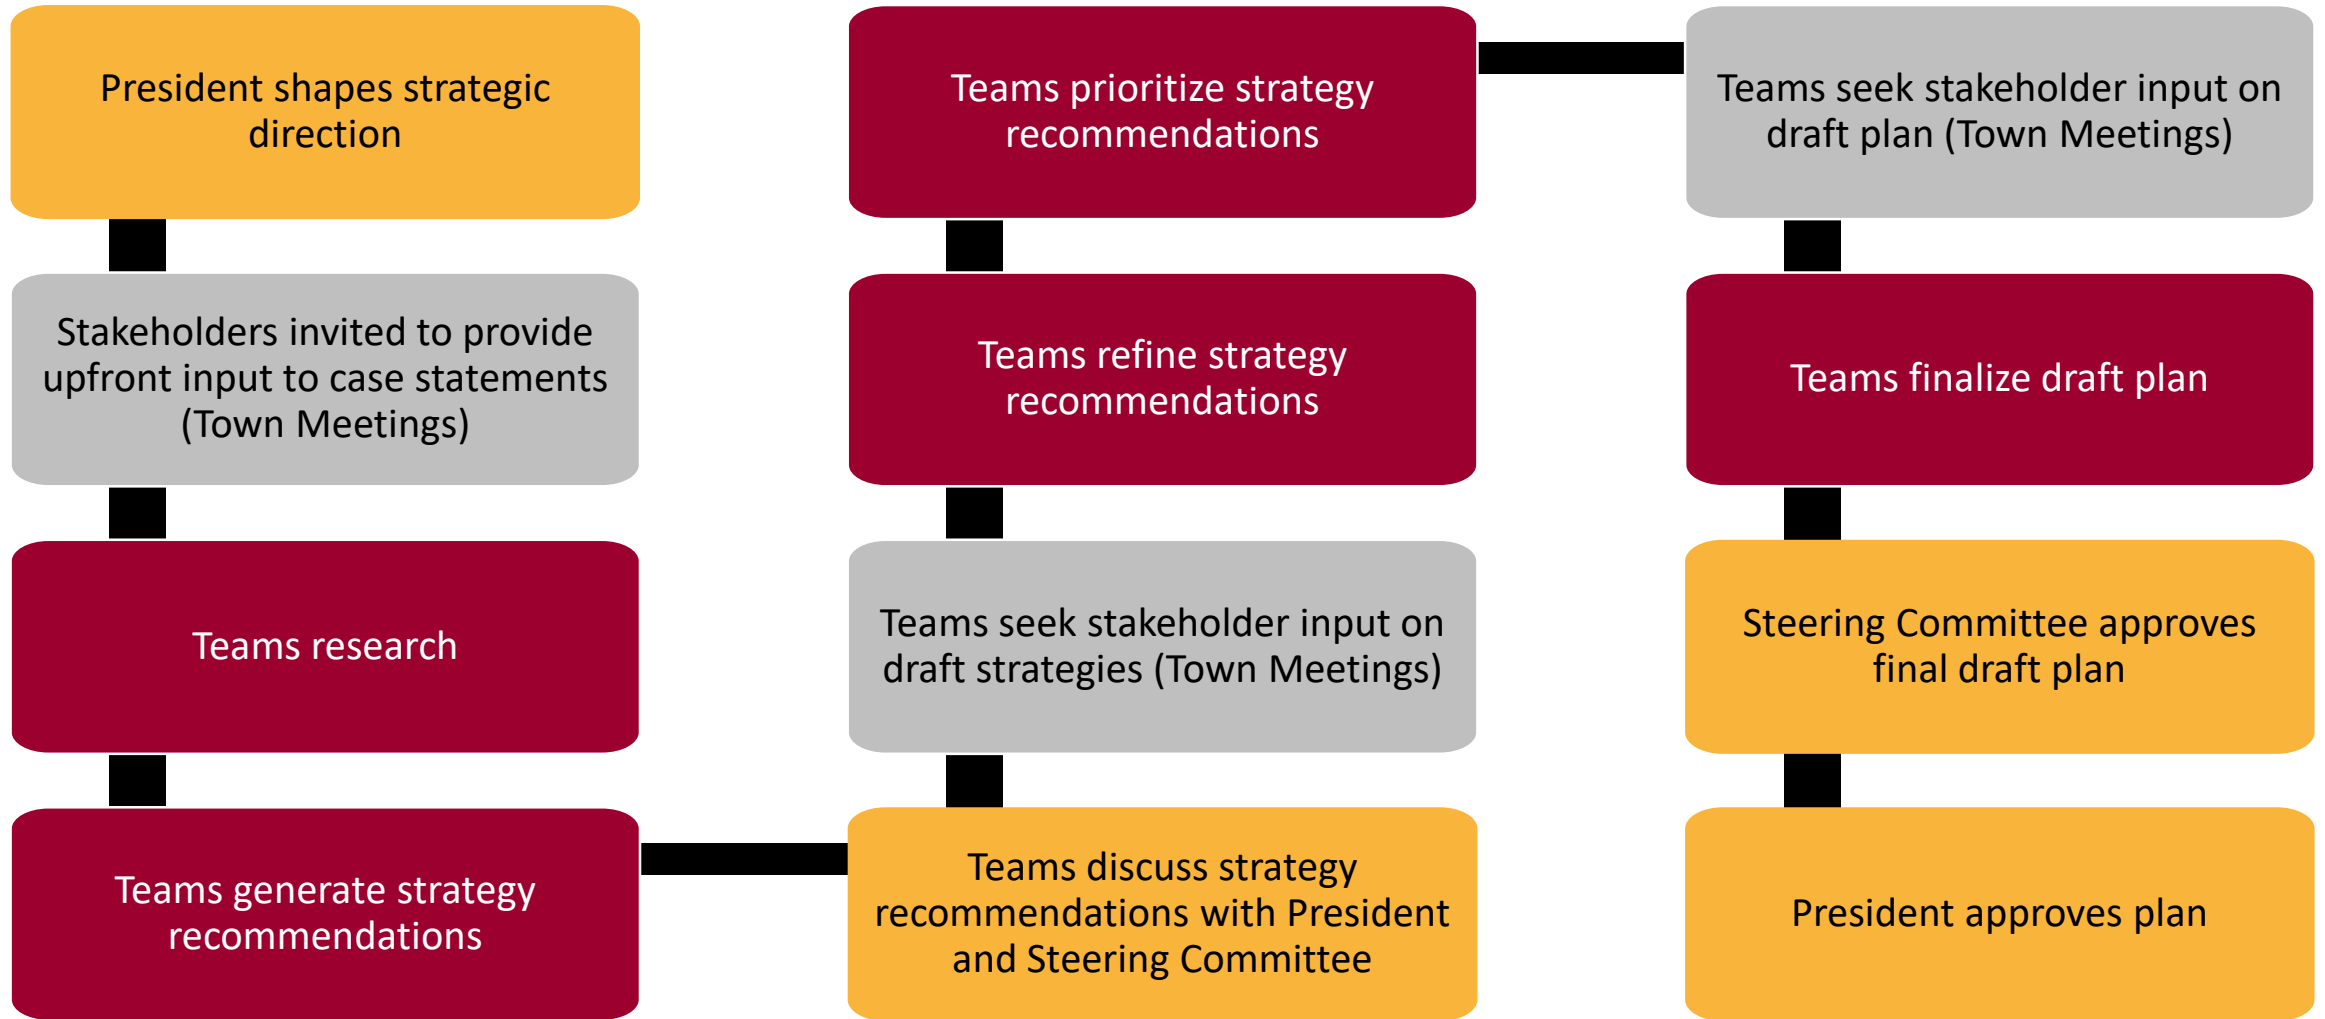 President shapes strategic
direction
Stakeholders invited to provide
upfront input to case statements
(Town Meetings)
Teams research
Teams generate strategy
recommendations
Teams discuss strategy
recommendations with President
and Steering Committee
Teams seek stakeholder input on
draft strategies (Town Meetings)
Teams refine strategy
recommendations
Teams prioritize strategy
recommendations
Teams seek stakeholder input on
draft plan (Town Meetings)
Teams finalize draft plan
Steering Committee approves
final draft plan
President approves plan